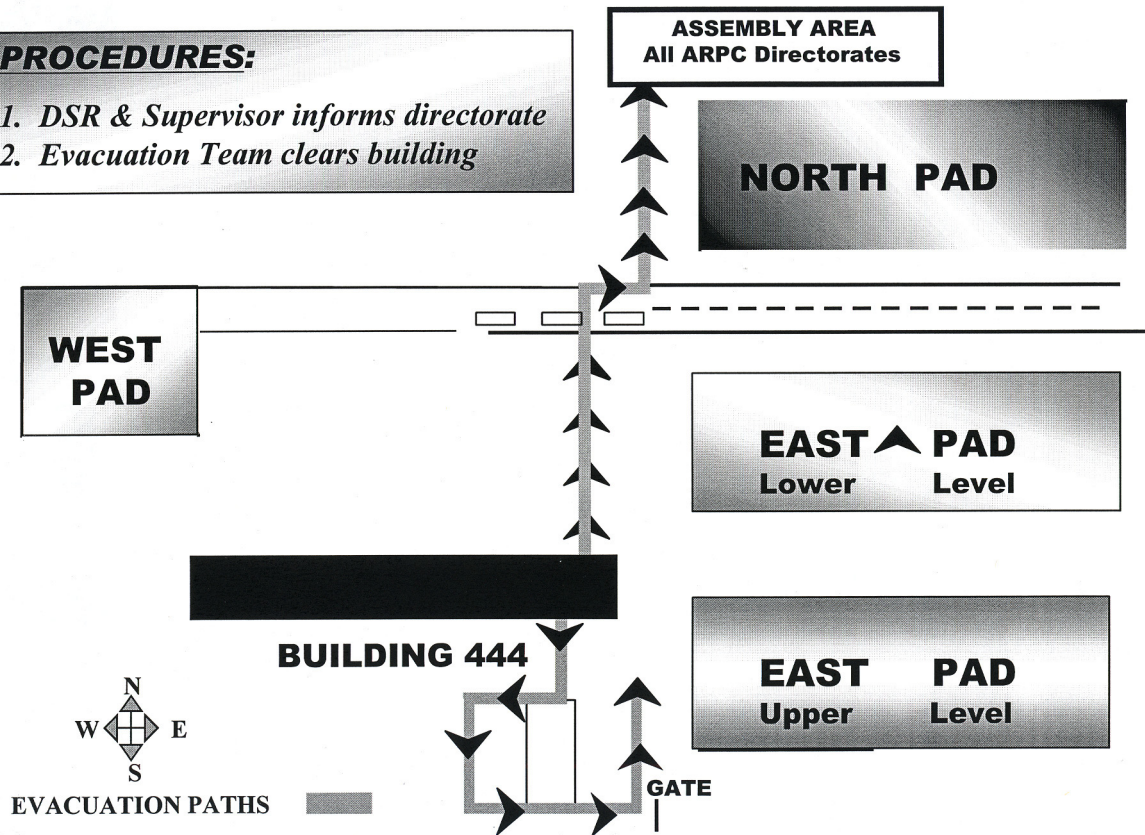 ASSEMBLY AREA
All ARPC Directorates
PROCEDURES:
1. DSR & Supervisor informs directorate
2. Evacuation Team clears building
NORTH PAD
WEST
PAD
EAST PAD
Lower Level
BUILDING 444
EAST PAD
Upper Level
N
W E
S
GATE
EVACUATION PATHS